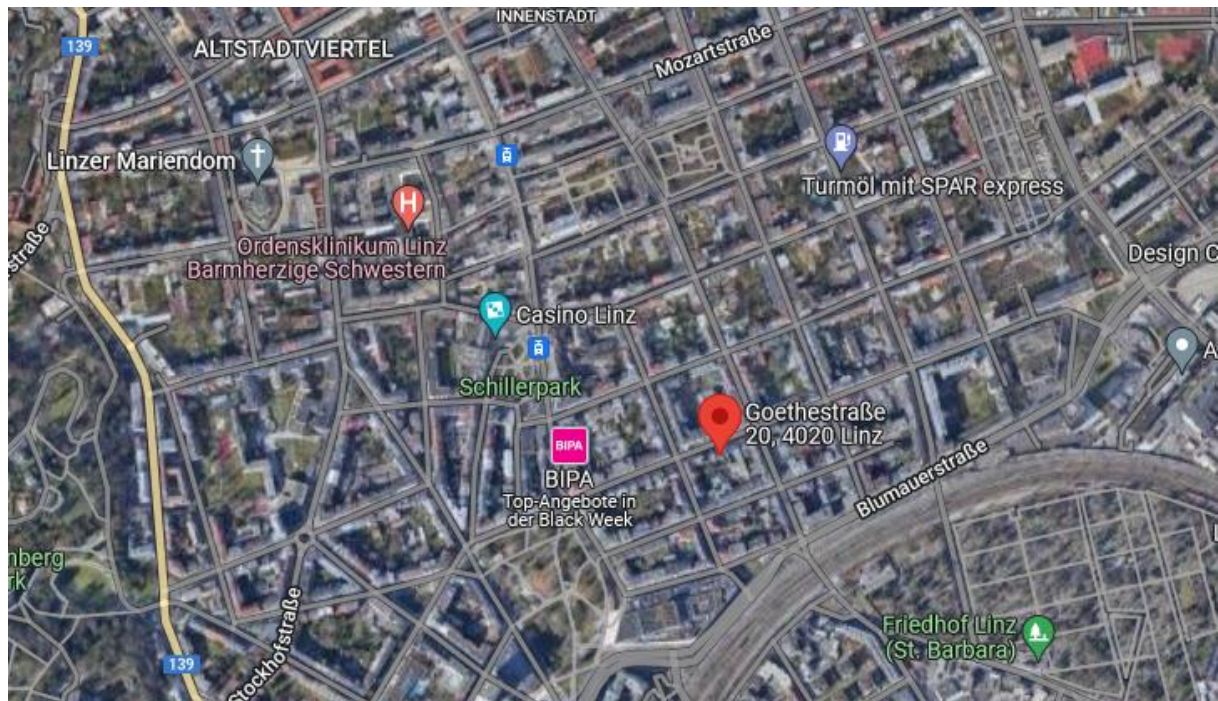 INNENSTADT
139
ALTSTADTVIERTEL
Mozartstraße
Linzer Mariendom
H
Turmöl mit SPAR express
straße
Ordensklinikum Linz
Barmherzige Schwestern
Design C
Casino Linz
A
Schillerpark
Goethestraße
20, 4020 Linz
BIPA
BIPA
Top-Angebote in
der Black Week
Blumauerstraße
L
nberg
rk
Friedhof Linz
(St. Barbara)
139
Stockhofstraße